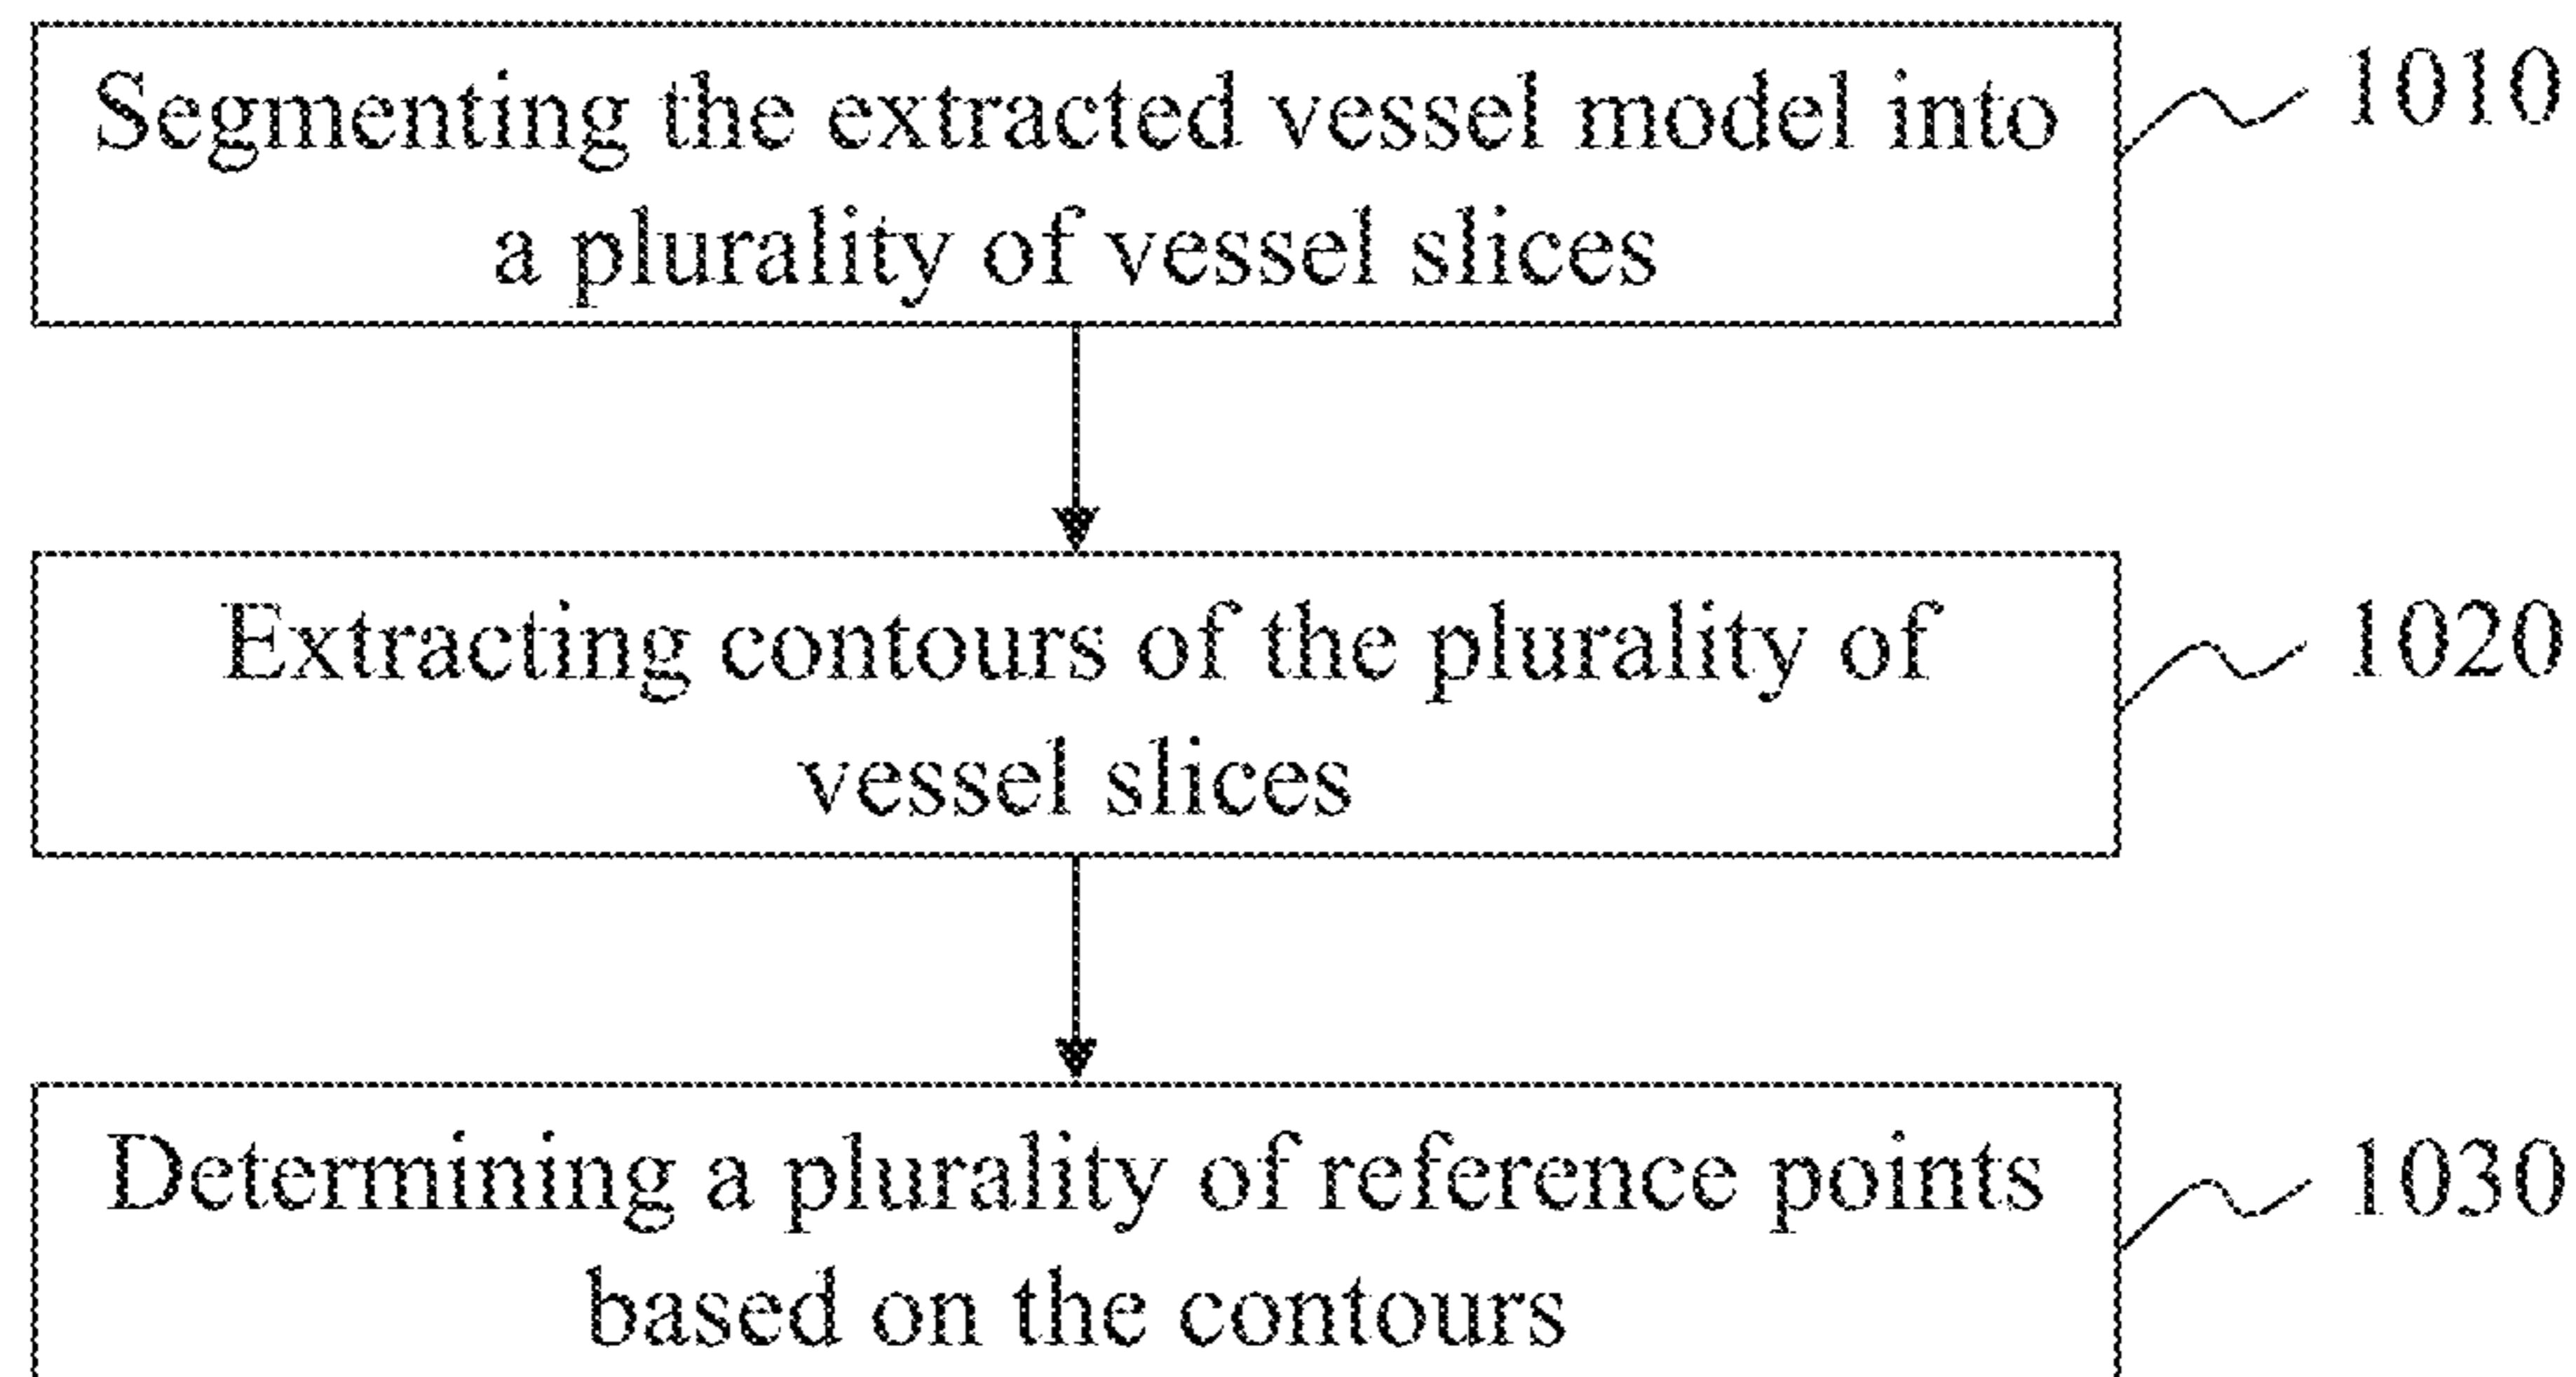 Segmenting the extracted vessel model into
a plurality of vessel slices
1010
Extracting contours of the plurality of
vessel slices
1020
Determining a plurality of reference points
based on the contours
1030